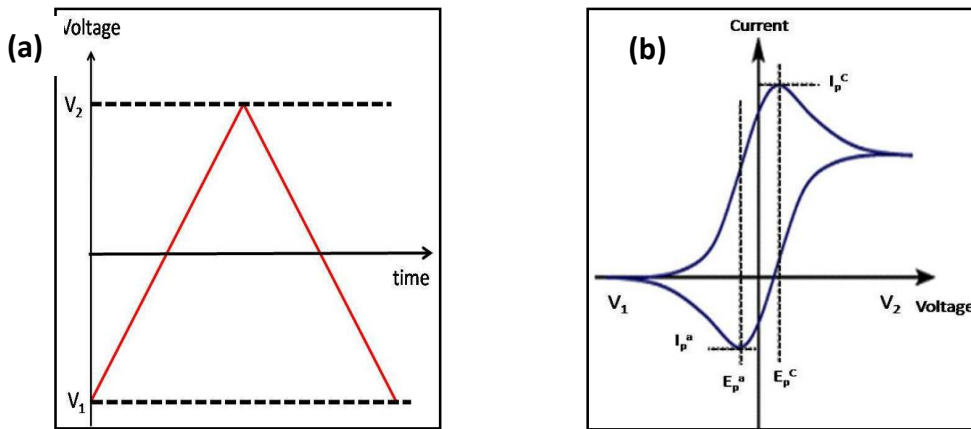 (a)
Voltage
V₂
time
V₁
(b)
Current
Iₚᶜ
V₁
V₂
Voltage
Iₚᵃ
Eₚᵃ
Eₚᶜ